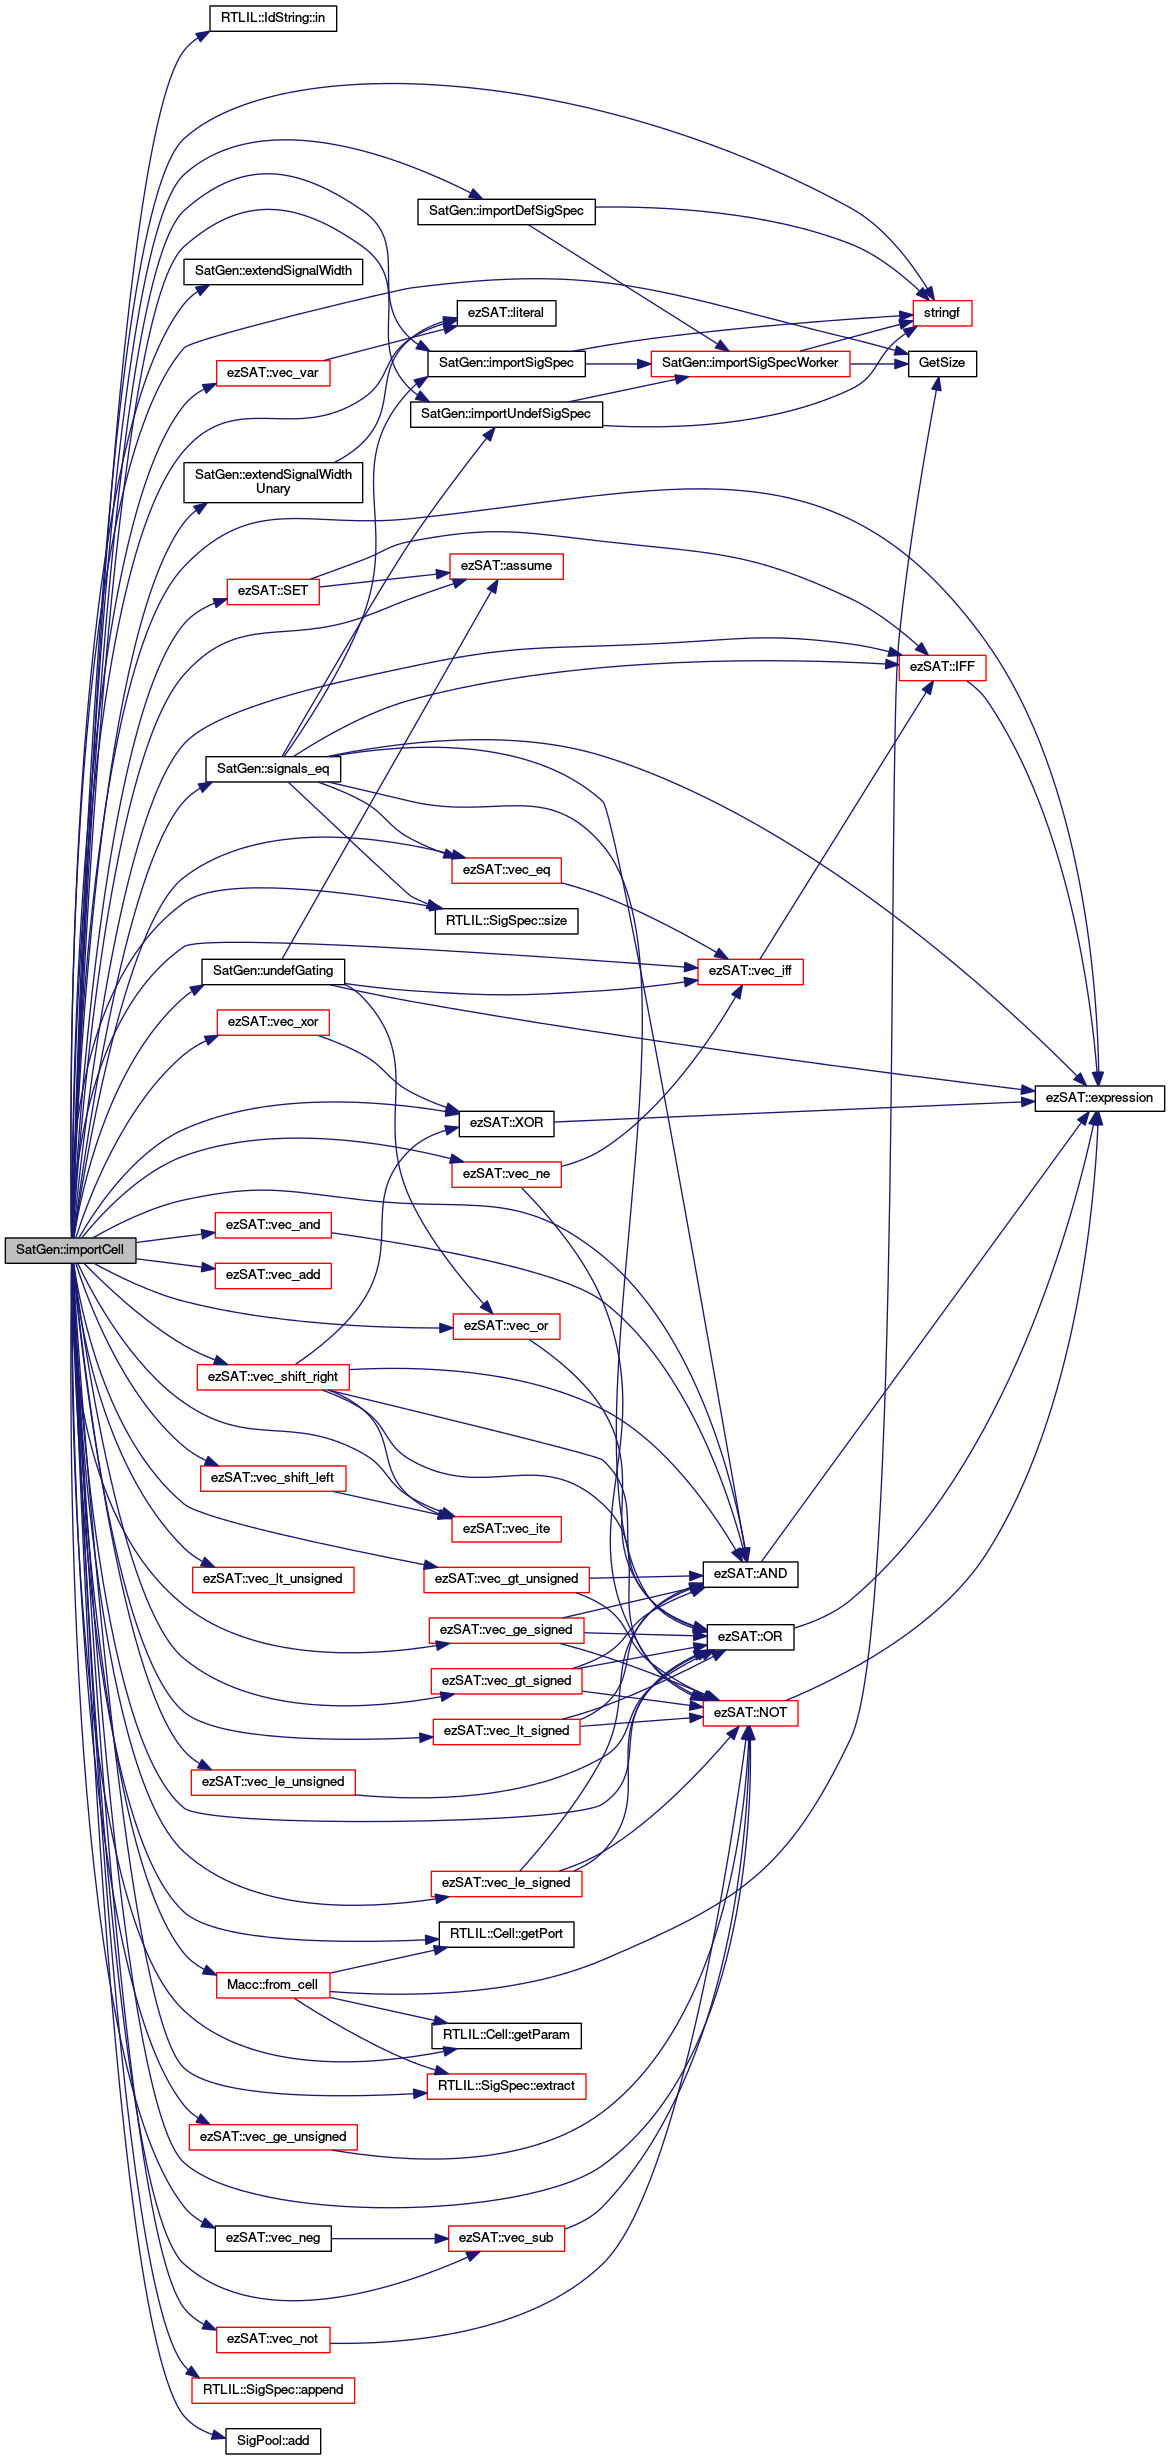 RTLIL::IdString::in
SatGen::importDefSigSpec
SatGen::extendSignalWidth
ezSAT::literal
stringf
SatGen::importSigSpec
SatGen::importSigSpecWorker
GetSize
ezSAT::vec_var
SatGen::importUndefSigSpec
SatGen::extendSignalWidth
Unary
ezSAT::assume
ezSAT::SET
ezSAT::IFF
SatGen::signals_eq
ezSAT::vec_eq
RTLIL::SigSpec::size
SatGen::undefGating
ezSAT::vec_iff
ezSAT::vec_xor
ezSAT::expression
ezSAT::XOR
ezSAT::vec_ne
ezSAT::vec_and
SatGen::importCell
ezSAT::vec_add
ezSAT::vec_or
ezSAT::vec_shift_right
ezSAT::vec_shift_left
ezSAT::vec_ite
ezSAT::vec_lt_unsigned
ezSAT::vec_gt_unsigned
ezSAT::AND
ezSAT::vec_ge_signed
ezSAT::OR
ezSAT::vec_gt_signed
ezSAT::NOT
ezSAT::vec_lt_signed
ezSAT::vec_le_unsigned
ezSAT::vec_le_signed
RTLIL::Cell::getPort
Macc::from_cell
RTLIL::Cell::getParam
RTLIL::SigSpec::extract
ezSAT::vec_ge_unsigned
ezSAT::vec_neg
ezSAT::vec_sub
ezSAT::vec_not
RTLIL::SigSpec::append
SigPool::add